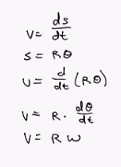 v = ds/dt
s = Rθ
v = d/dt (Rθ)
v = R · dθ/dt
v = R w